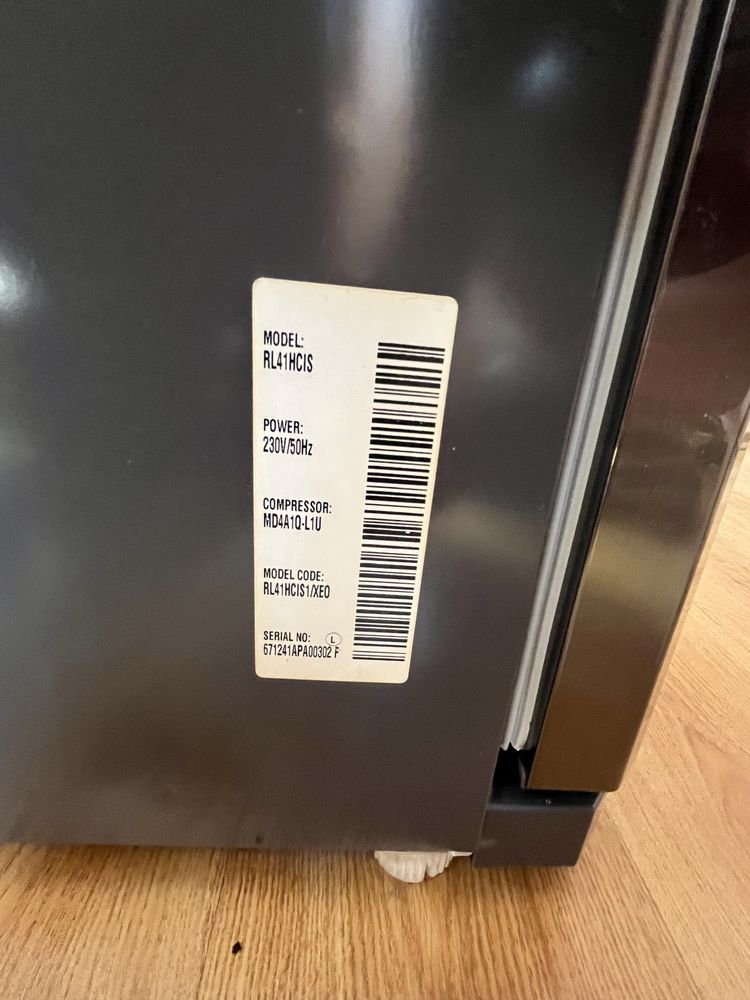 MODEL:
RL41HCIS
POWER:
230V/50Hz
COMPRESSOR:
MD4A1Q-L1U
MODEL CODE:
RL41HCIS1/XEO
SERIAL NO: L
671241APA00302 F